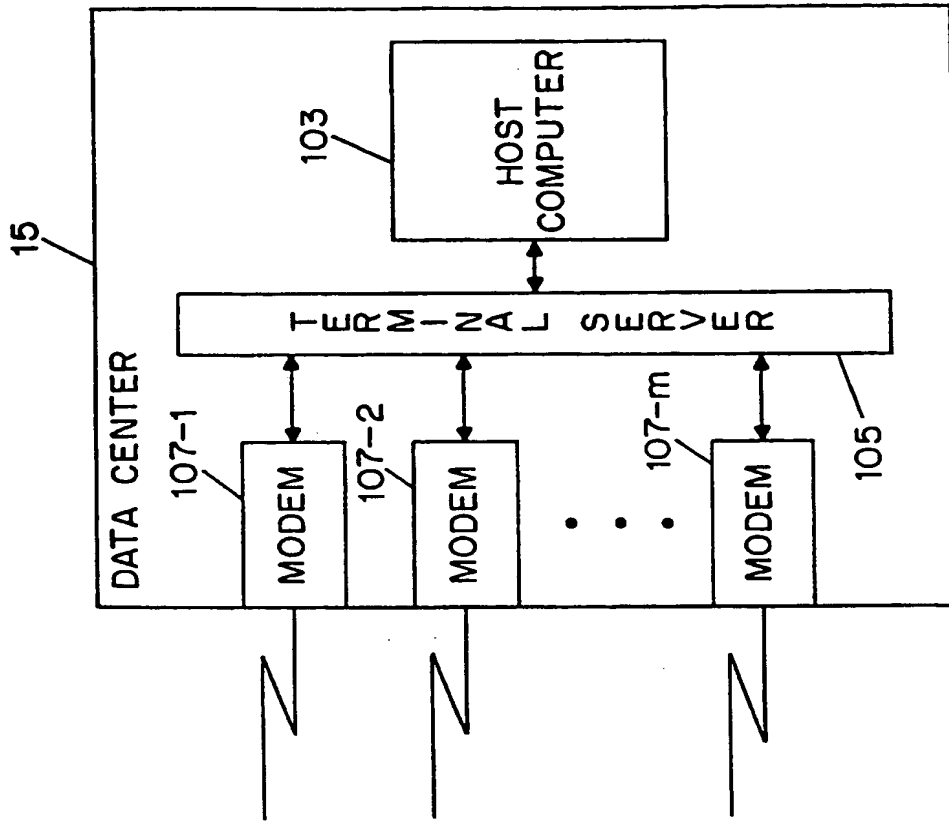 15
DATA CENTER
103
HOST
COMPUTER
TERMINAL SERVER
105
107-1
MODEM
107-2
MODEM
107-m
MODEM